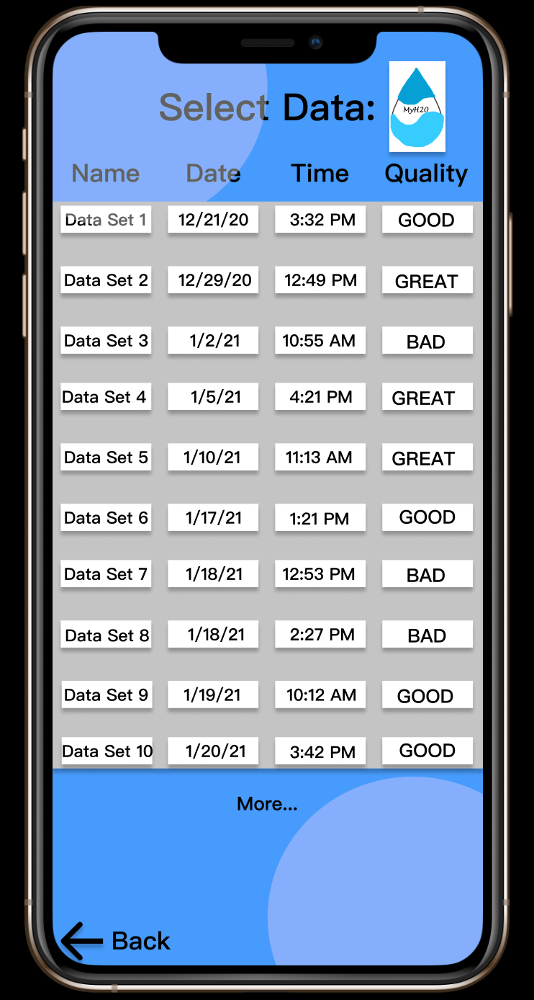 Select Data:
MyH20
Name Date Time Quality
Data Set 1 12/21/20 3:32 PM GOOD
Data Set 2 12/29/20 12:49 PM GREAT
Data Set 3 1/2/21 10:55 AM BAD
Data Set 4 1/5/21 4:21 PM GREAT
Data Set 5 1/10/21 11:13 AM GREAT
Data Set 6 1/17/21 1:21 PM GOOD
Data Set 7 1/18/21 12:53 PM BAD
Data Set 8 1/18/21 2:27 PM BAD
Data Set 9 1/19/21 10:12 AM GOOD
Data Set 10 1/20/21 3:42 PM GOOD
More...
Back